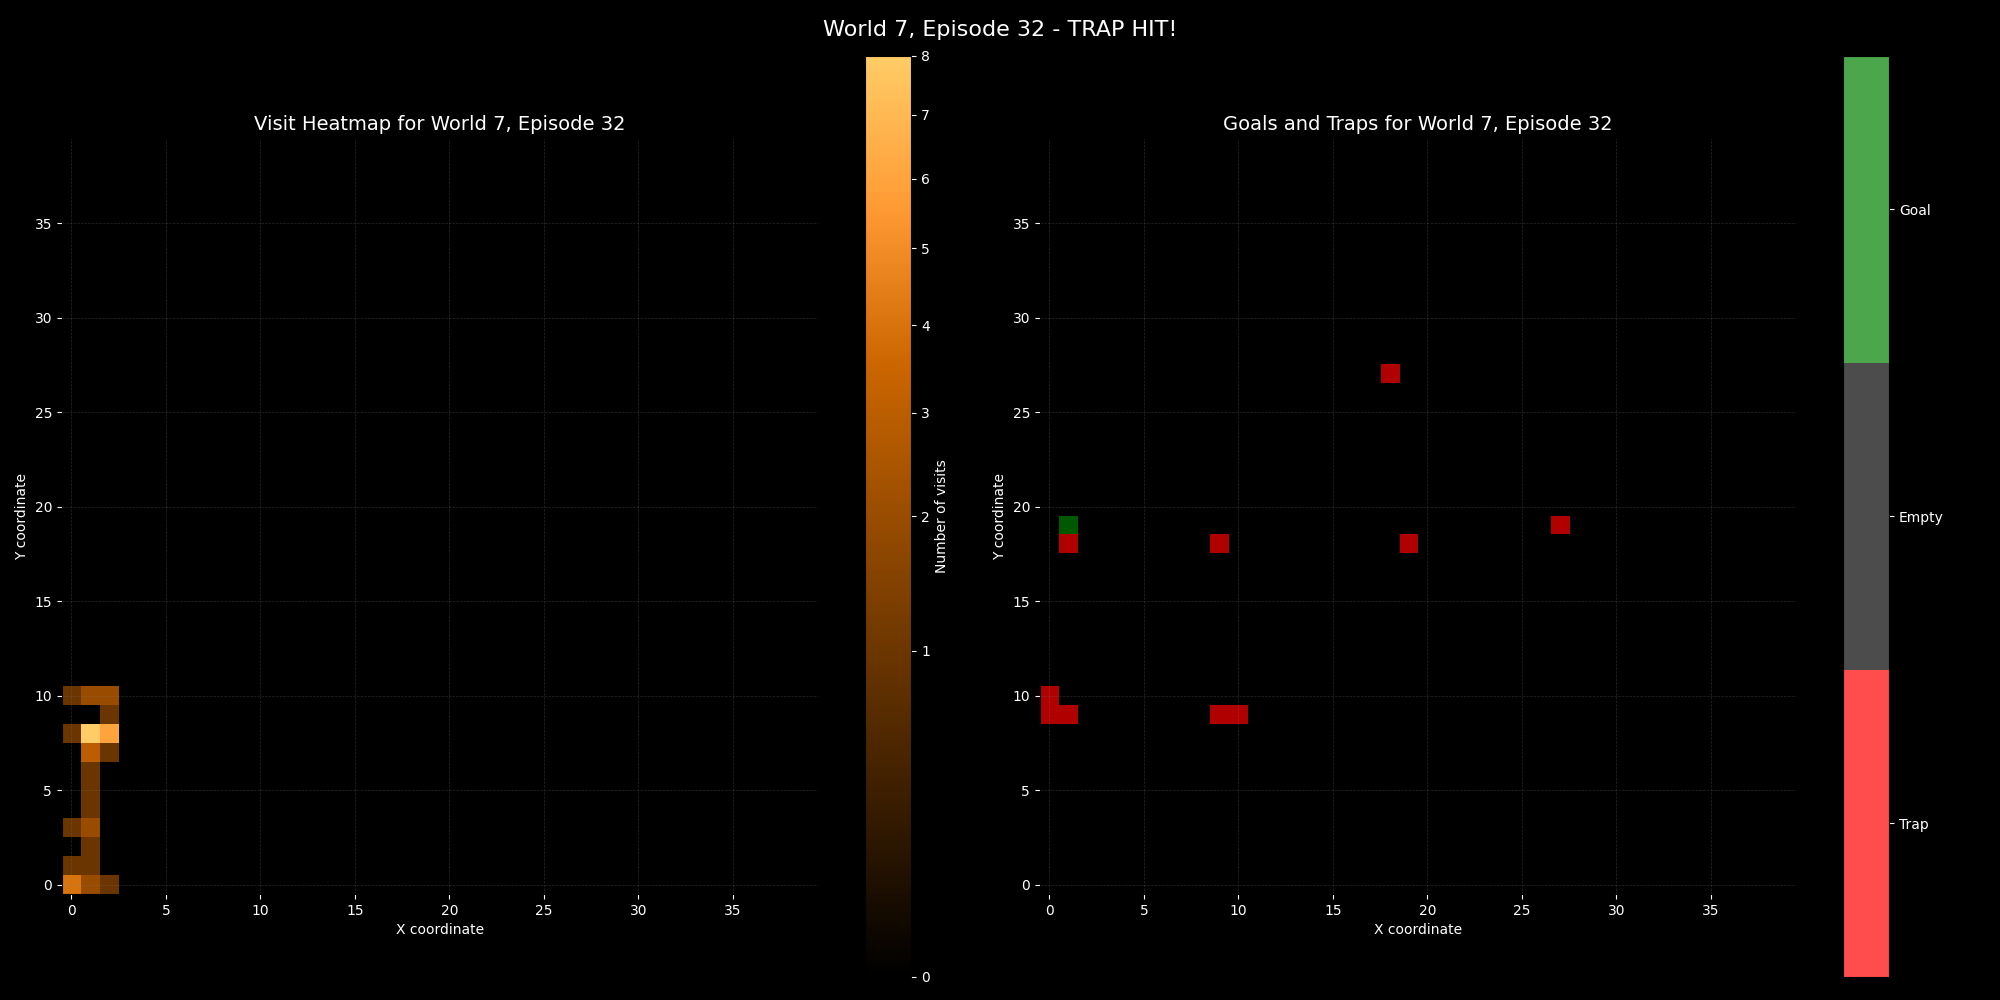 World 7, Episode 32 - TRAP HIT!
Visit Heatmap for World 7, Episode 32
Y coordinate
35
30
25
20
15
10
5
0
0 5 10 15 20 25 30 35
X coordinate
8
7
6
5
4
3
2
1
0
Number of visits
Goals and Traps for World 7, Episode 32
Y coordinate
35
30
25
20
15
10
5
0
0 5 10 15 20 25 30 35
X coordinate
Goal
Empty
Trap